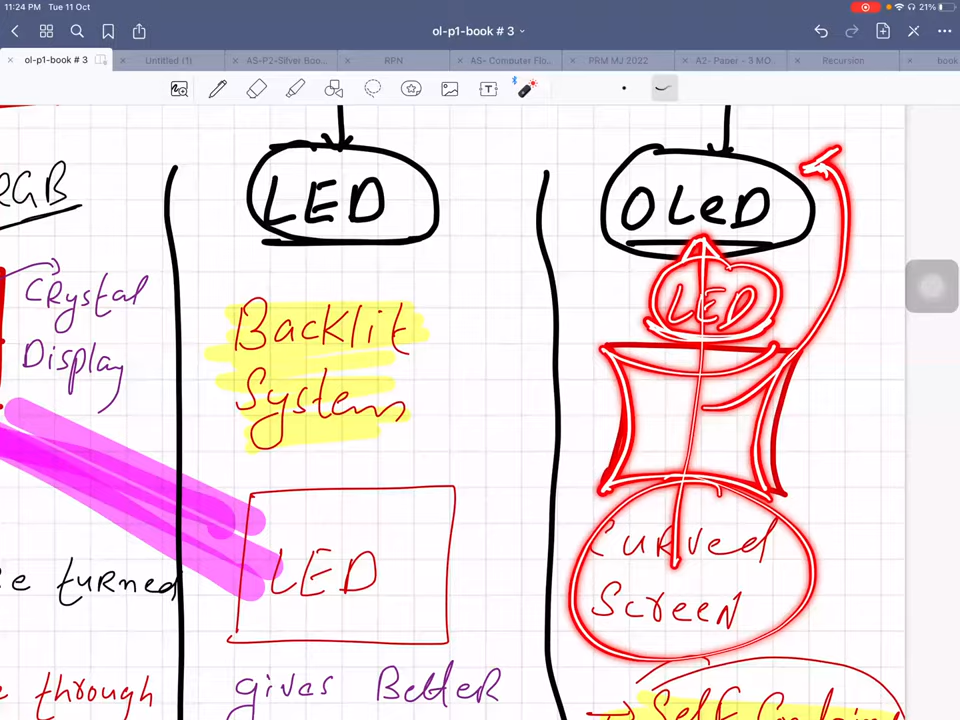 11:24 PM Tue 11 Oct
21%
ol-p1-book # 3
ol-p1-book # 3
Untitled (1)
AS-P2-Silver Boo...
RPN
AS- Computer Flo...
PRM MJ 2022
A2- Paper - 3 MO...
Recursion
book
RGB
CRystal
Display
e turned
e through
LED
Backlit
Systems
LED
gives Better
OLeD
LED
Curved
Screen
→ Self